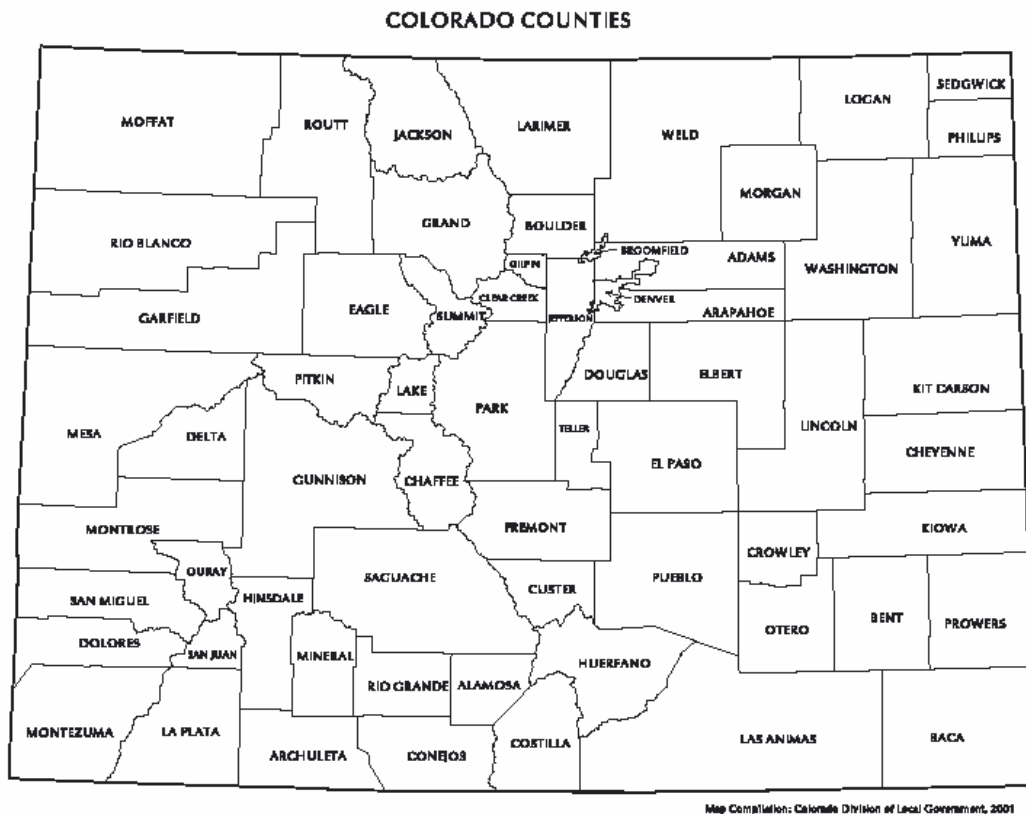 COLORADO COUNTIES
MOFFAT
ROUTT
JACKSON
LARIMER
WELD
LOGAN
SEDGWICK
PHILLIPS
MORGAN
RIO BLANCO
GRAND
BOULDER
BROOMFIELD
ADAMS
WASHINGTON
YUMA
GILPIN
CLEAR CREEK
DENVER
GARFIELD
EAGLE
SUMMIT
JEFFERSON
ARAPAHOE
PITKIN
LAKE
PARK
DOUGLAS
ELBERT
KIT CARSON
MESA
DELTA
TELLER
LINCOLN
GUNNISON
CHAFFEE
EL PASO
CHEYENNE
MONTROSE
FREMONT
CROWLEY
KIOWA
OURAY
SAGUACHE
CUSTER
PUEBLO
SAN MIGUEL
HINSDALE
OTERO
BENT
PROWERS
DOLORES
SAN JUAN
MINERAL
RIO GRANDE
ALAMOSA
HUERFANO
MONTEZUMA
LA PLATA
ARCHULETA
CONEJOS
COSTILLA
LAS ANIMAS
BACA
Map Compilation: Colorado Division of Local Government, 2001